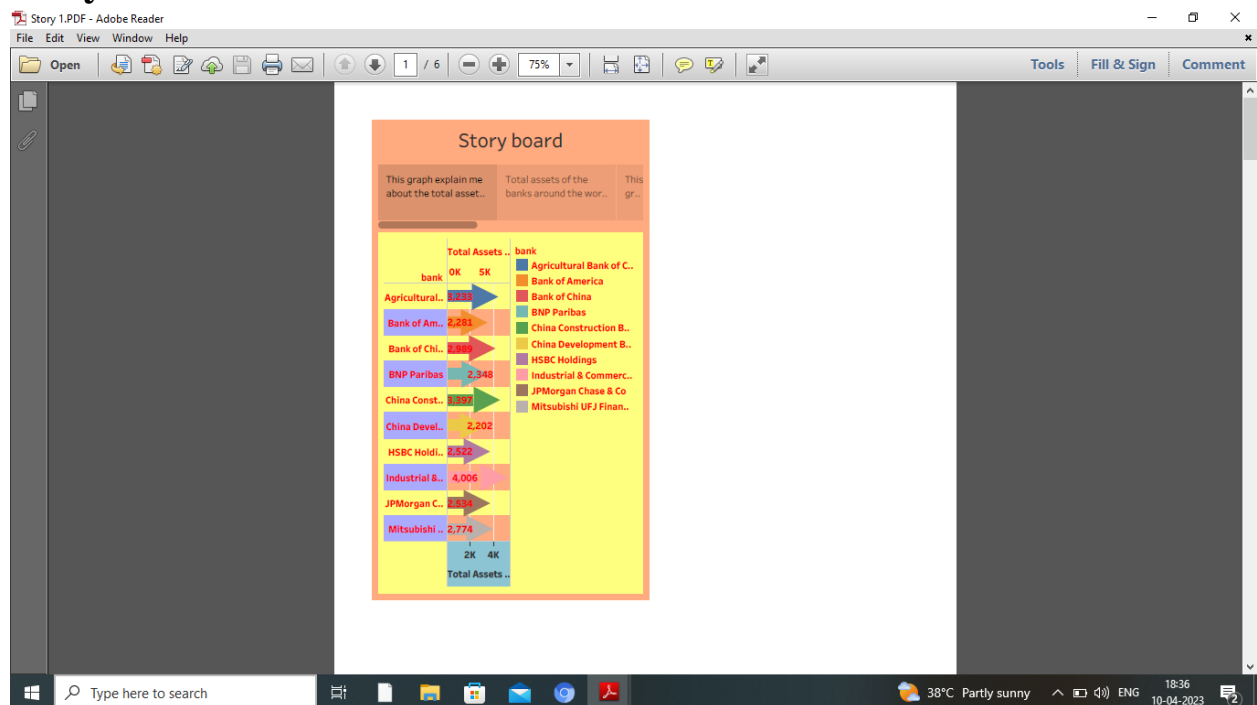 Story 1.PDF - Adobe Reader
File Edit View Window Help
Open 1 / 6 75% Tools Fill & Sign Comment
Story board
This graph explain me
about the total asset..
Total assets of the
banks around the wor..
This
gr..
Total Assets ..
bank 0K 5K
Agricultural.. 3,233
Bank of Am.. 2,281
Bank of Chi.. 2,989
BNP Paribas 2,348
China Const.. 3,397
China Devel.. 2,202
HSBC Holdi.. 2,522
Industrial &.. 4,006
JPMorgan C.. 2,534
Mitsubishi .. 2,774
2K 4K
Total Assets ..
bank
Agricultural Bank of C..
Bank of America
Bank of China
BNP Paribas
China Construction B..
China Development B..
HSBC Holdings
Industrial & Commerc..
JPMorgan Chase & Co
Mitsubishi UFJ Finan..
Type here to search 38°C Partly sunny ENG 18:36
10-04-2023 2